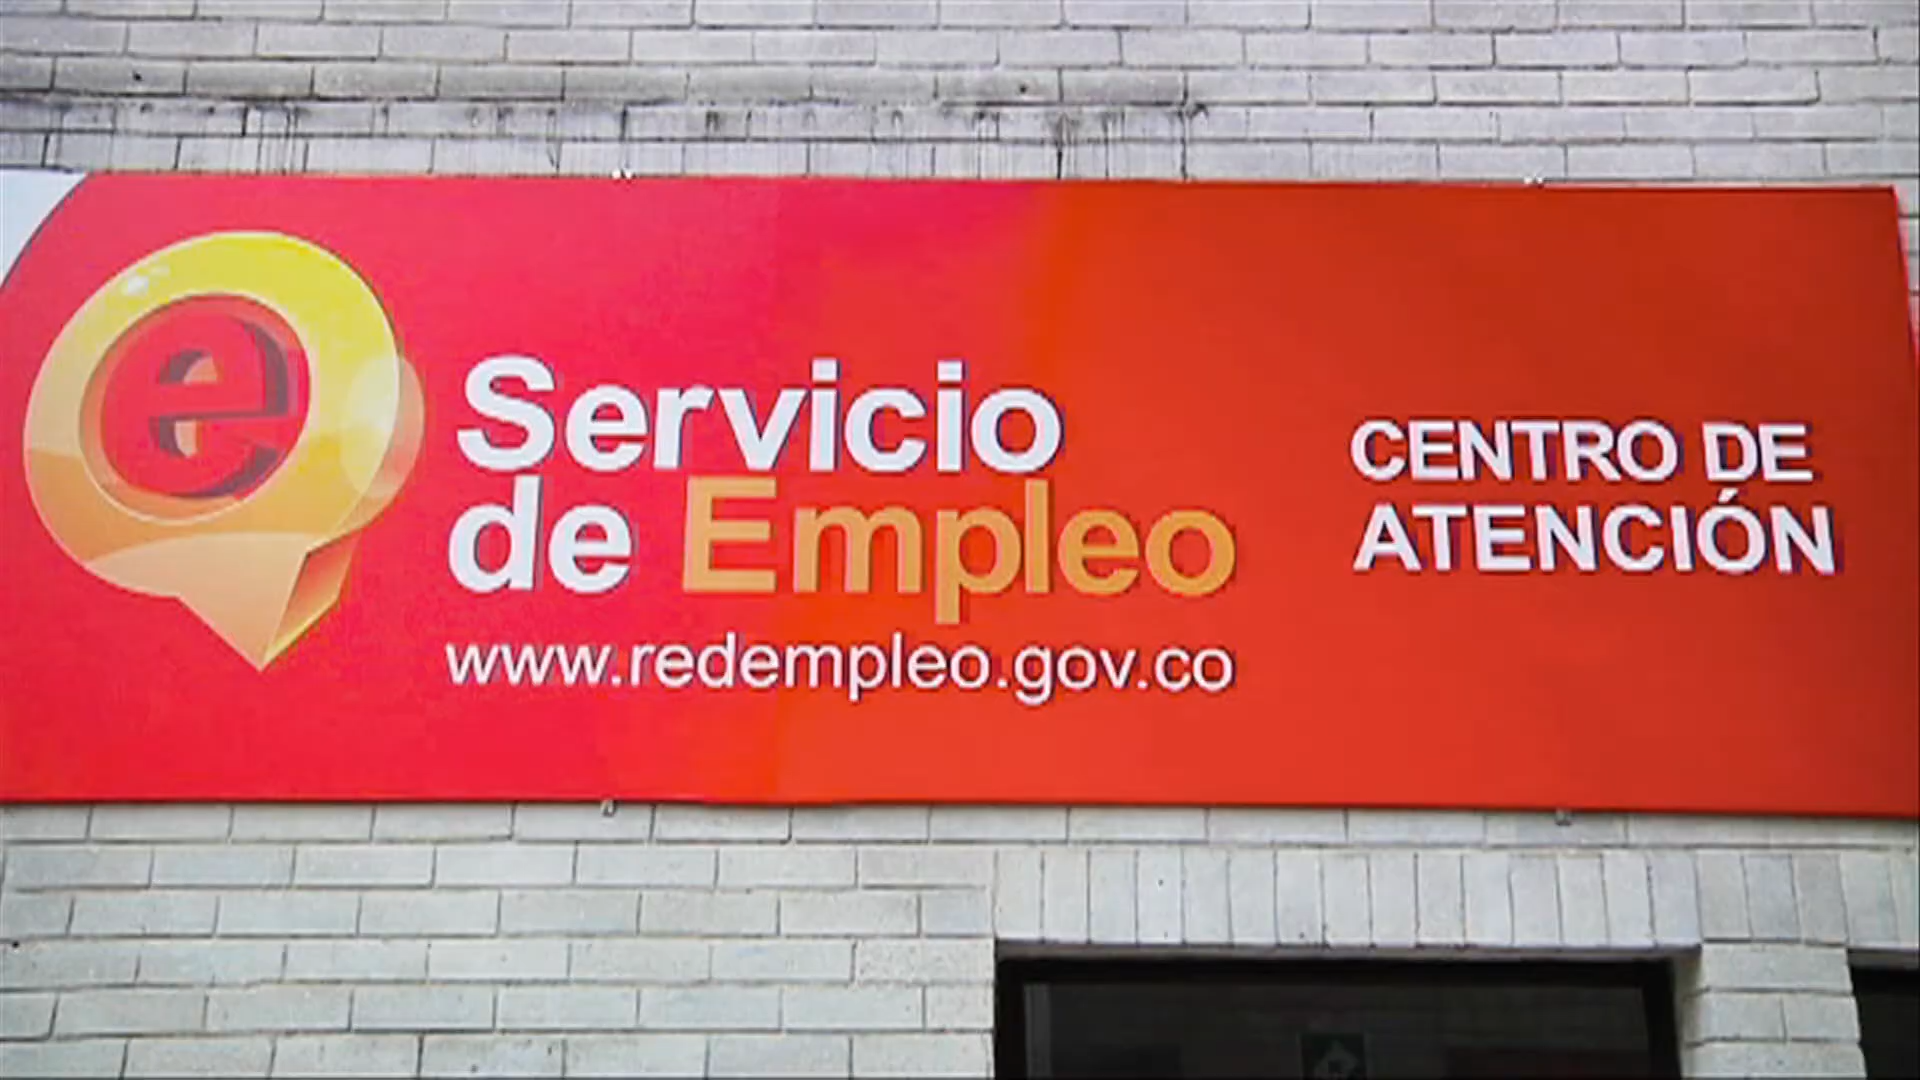 e
Servicio
de Empleo
www.redempleo.gov.co
CENTRO DE
ATENCIÓN